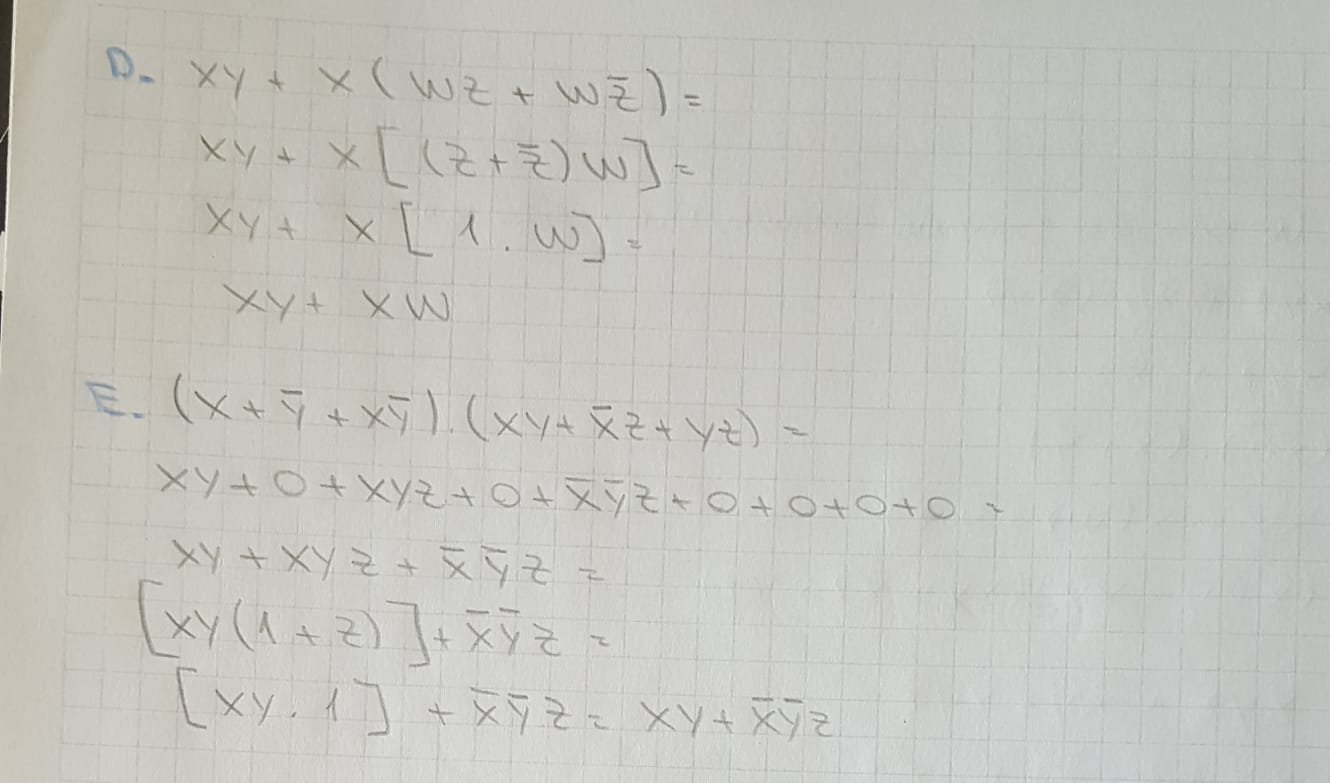 D. xy + x (wz + wz̄) =
xy + x [(z + z̄) w] =
xy + x [1 . w] =
xy + xw
E. (x + ȳ + xȳ) . (xy + x̄z + yz) =
xy + 0 + xyz + 0 + x̄ȳz + 0 + 0 + 0 + 0 =
xy + xyz + x̄ȳz =
[xy (1 + z)] + x̄ȳz =
[xy . 1] + x̄ȳz = xy + x̄ȳz